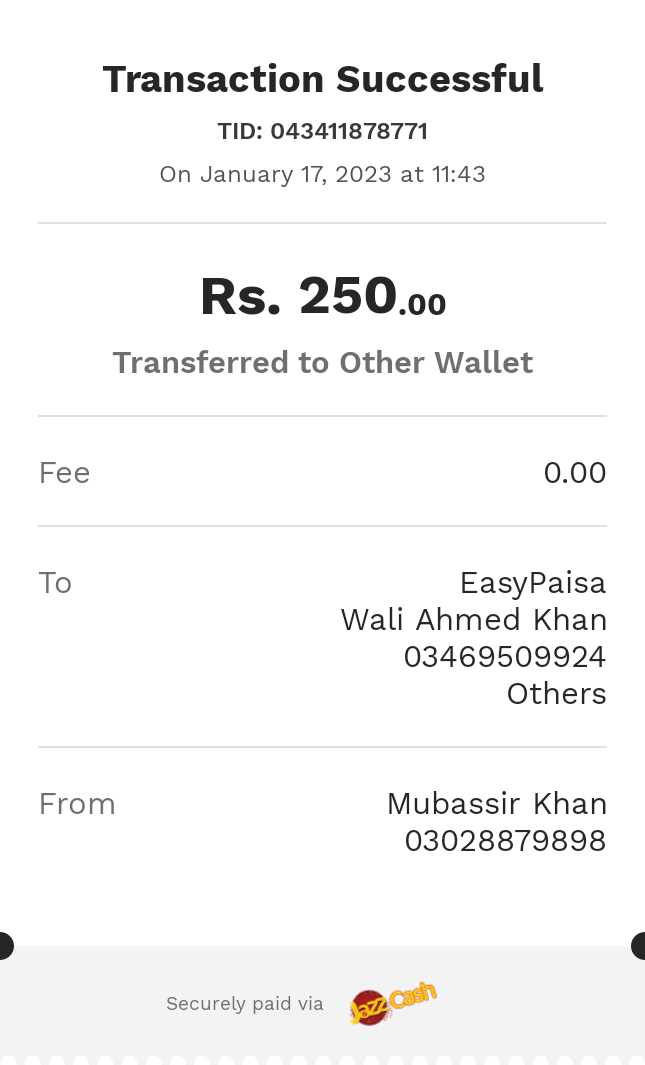 Transaction Successful
TID: 043411878771
On January 17, 2023 at 11:43
Rs. 250.00
Transferred to Other Wallet
Fee 0.00
To EasyPaisa
Wali Ahmed Khan
03469509924
Others
From Mubassir Khan
03028879898
Securely paid via JazzCash